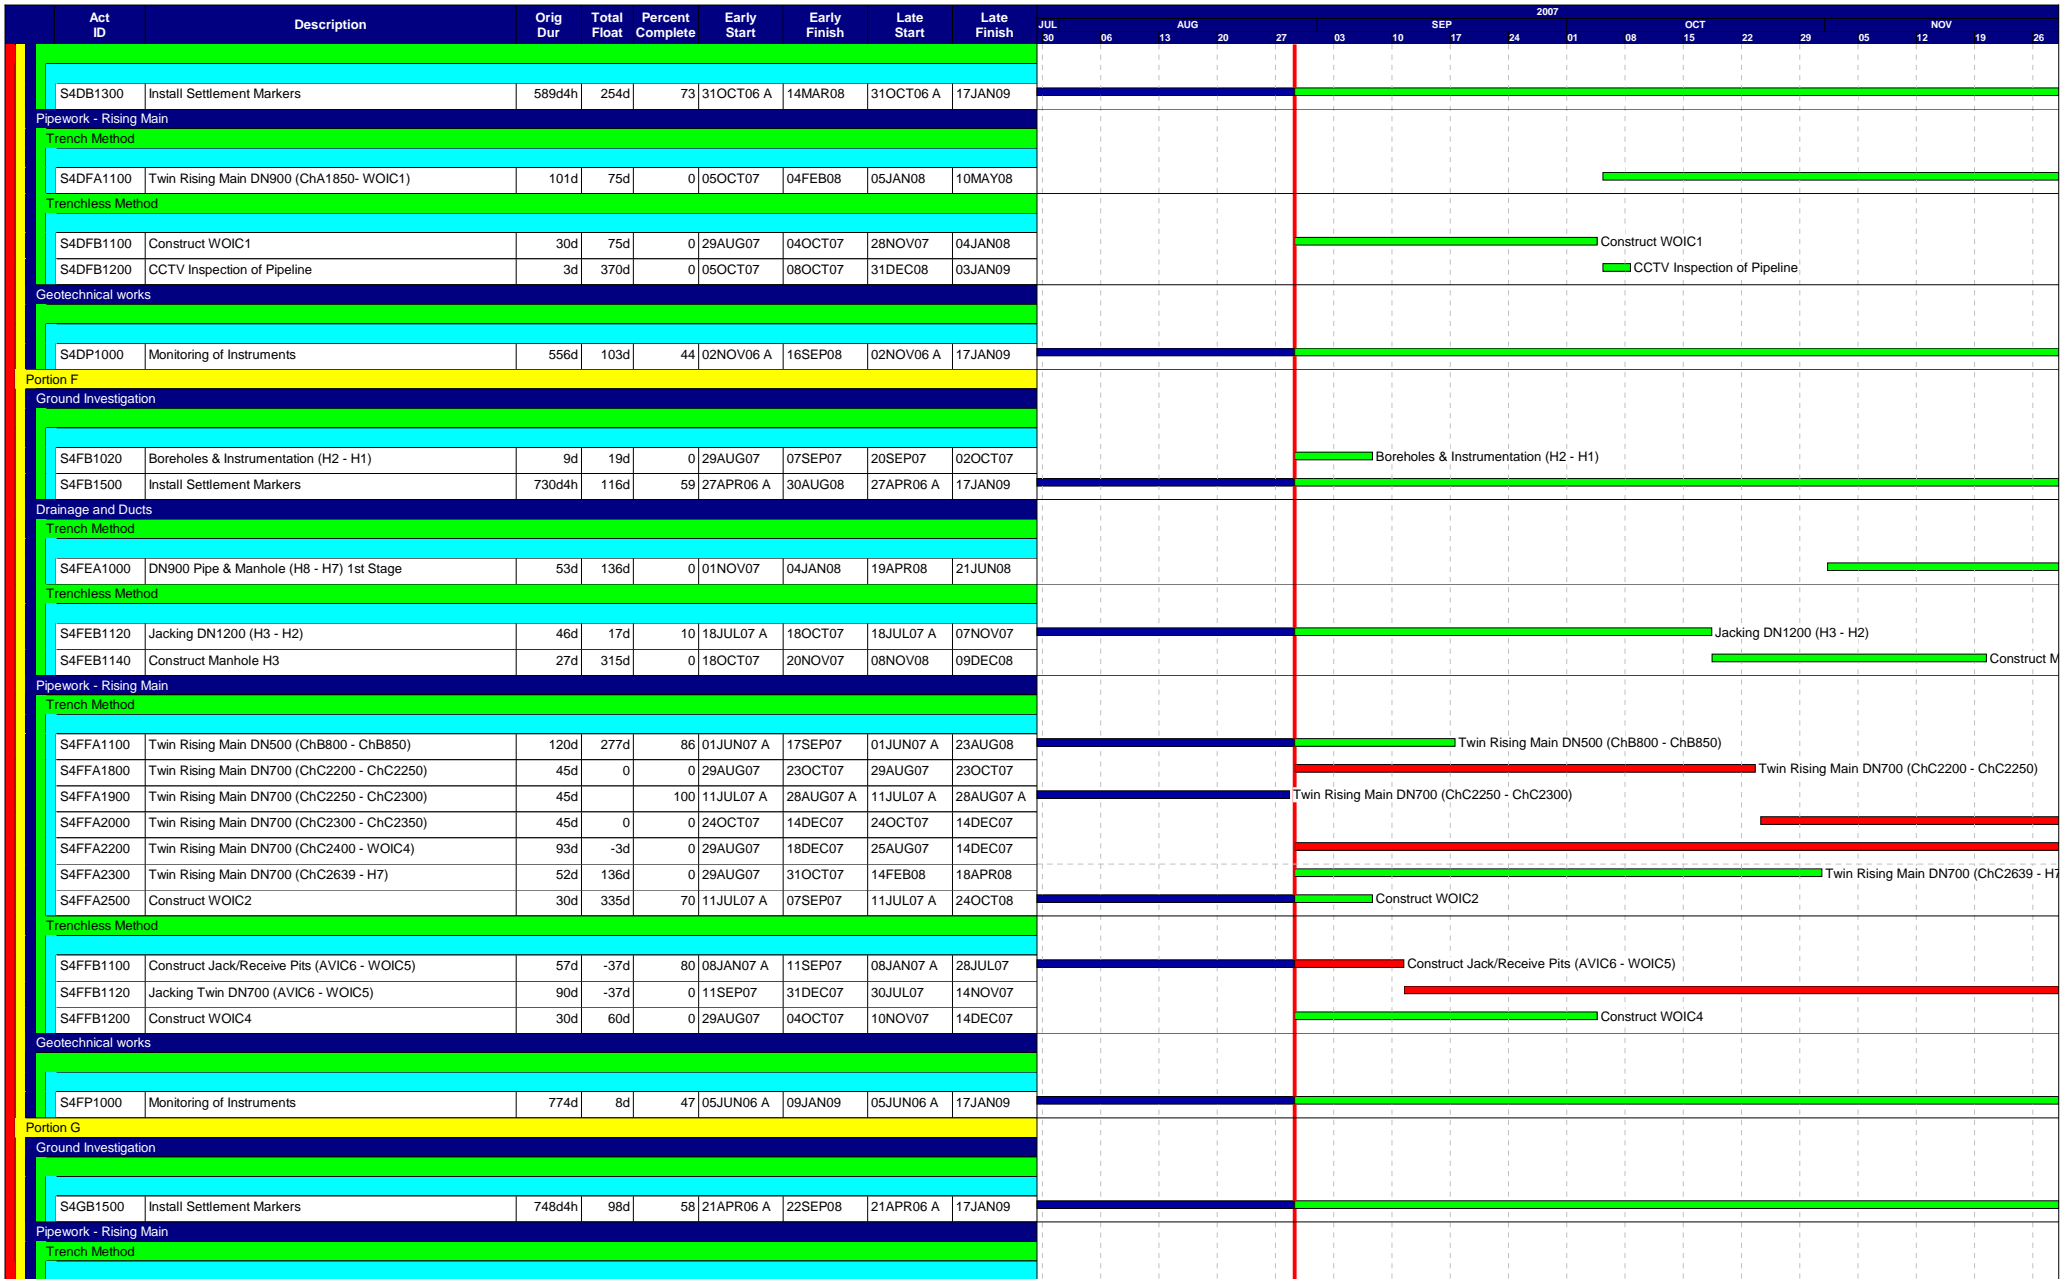 Act ID Description Orig Dur Total Float Percent Complete Early Start Early Finish Late Start Late Finish
2007
JUL AUG SEP OCT NOV
30 06 13 20 27 03 10 17 24 01 08 15 22 29 05 12 19 26
S4DB1300 Install Settlement Markers 589d4h 254d 73 31OCT06 A 14MAR08 31OCT06 A 17JAN09
Pipework - Rising Main
Trench Method
S4DFA1100 Twin Rising Main DN900 (ChA1850- WOIC1) 101d 75d 0 05OCT07 04FEB08 05JAN08 10MAY08
Trenchless Method
S4DFB1100 Construct WOIC1 30d 75d 0 29AUG07 04OCT07 28NOV07 04JAN08 Construct WOIC1
S4DFB1200 CCTV Inspection of Pipeline 3d 370d 0 05OCT07 08OCT07 31DEC08 03JAN09 CCTV Inspection of Pipeline
Geotechnical works
S4DP1000 Monitoring of Instruments 556d 103d 44 02NOV06 A 16SEP08 02NOV06 A 17JAN09
Portion F
Ground Investigation
S4FB1020 Boreholes & Instrumentation (H2 - H1) 9d 19d 0 29AUG07 07SEP07 20SEP07 02OCT07 Boreholes & Instrumentation (H2 - H1)
S4FB1500 Install Settlement Markers 730d4h 116d 59 27APR06 A 30AUG08 27APR06 A 17JAN09
Drainage and Ducts
Trench Method
S4FEA1000 DN900 Pipe & Manhole (H8 - H7) 1st Stage 53d 136d 0 01NOV07 04JAN08 19APR08 21JUN08
Trenchless Method
S4FEB1120 Jacking DN1200 (H3 - H2) 46d 17d 10 18JUL07 A 18OCT07 18JUL07 A 07NOV07 Jacking DN1200 (H3 - H2)
S4FEB1140 Construct Manhole H3 27d 315d 0 18OCT07 20NOV07 08NOV08 09DEC08 Construct M
Pipework - Rising Main
Trench Method
S4FFA1100 Twin Rising Main DN500 (ChB800 - ChB850) 120d 277d 86 01JUN07 A 17SEP07 01JUN07 A 23AUG08 Twin Rising Main DN500 (ChB800 - ChB850)
S4FFA1800 Twin Rising Main DN700 (ChC2200 - ChC2250) 45d 0 0 29AUG07 23OCT07 29AUG07 23OCT07 Twin Rising Main DN700 (ChC2200 - ChC2250)
S4FFA1900 Twin Rising Main DN700 (ChC2250 - ChC2300) 45d 100 11JUL07 A 28AUG07 A 11JUL07 A 28AUG07 A Twin Rising Main DN700 (ChC2250 - ChC2300)
S4FFA2000 Twin Rising Main DN700 (ChC2300 - ChC2350) 45d 0 0 24OCT07 14DEC07 24OCT07 14DEC07
S4FFA2200 Twin Rising Main DN700 (ChC2400 - WOIC4) 93d -3d 0 29AUG07 18DEC07 25AUG07 14DEC07
S4FFA2300 Twin Rising Main DN700 (ChC2639 - H7) 52d 136d 0 29AUG07 31OCT07 14FEB08 18APR08 Twin Rising Main DN700 (ChC2639 - H7
S4FFA2500 Construct WOIC2 30d 335d 70 11JUL07 A 07SEP07 11JUL07 A 24OCT08 Construct WOIC2
Trenchless Method
S4FFB1100 Construct Jack/Receive Pits (AVIC6 - WOIC5) 57d -37d 80 08JAN07 A 11SEP07 08JAN07 A 28JUL07 Construct Jack/Receive Pits (AVIC6 - WOIC5)
S4FFB1120 Jacking Twin DN700 (AVIC6 - WOIC5) 90d -37d 0 11SEP07 31DEC07 30JUL07 14NOV07
S4FFB1200 Construct WOIC4 30d 60d 0 29AUG07 04OCT07 10NOV07 14DEC07 Construct WOIC4
Geotechnical works
S4FP1000 Monitoring of Instruments 774d 8d 47 05JUN06 A 09JAN09 05JUN06 A 17JAN09
Portion G
Ground Investigation
S4GB1500 Install Settlement Markers 748d4h 98d 58 21APR06 A 22SEP08 21APR06 A 17JAN09
Pipework - Rising Main
Trench Method